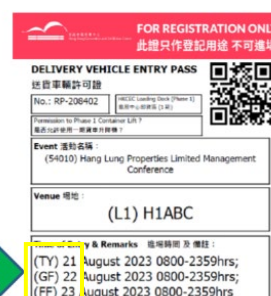 FOR REGISTRATION ONL
此證只作登記用途 不可進場
DELIVERY VEHICLE ENTRY PASS
送貨車輛許可證
No.: RP-208402
HKCEC Loading Dock (Phase 1)
Permission to Phase 1 Container Lift ?
Event 活動名稱 :
(54010) Hang Lung Properties Limited Management
Conference
Venue 場地 :
(L1) H1ABC
Time of Entry & Remarks 進場時間 及 備註 :
(TY) 21 August 2023 0800-2359hrs;
(GF) 22 August 2023 0800-2359hrs;
(FF) 23 August 2023 0800-2359hrs